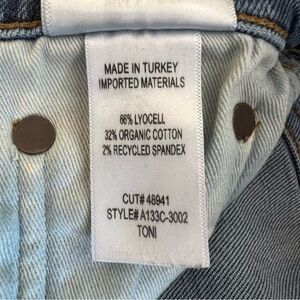 MADE IN TURKEY
IMPORTED MATERIALS
66% LYOCELL
32% ORGANIC COTTON
2% RECYCLED SPANDEX
CUT# 48941
STYLE# A133C-3002
TONI